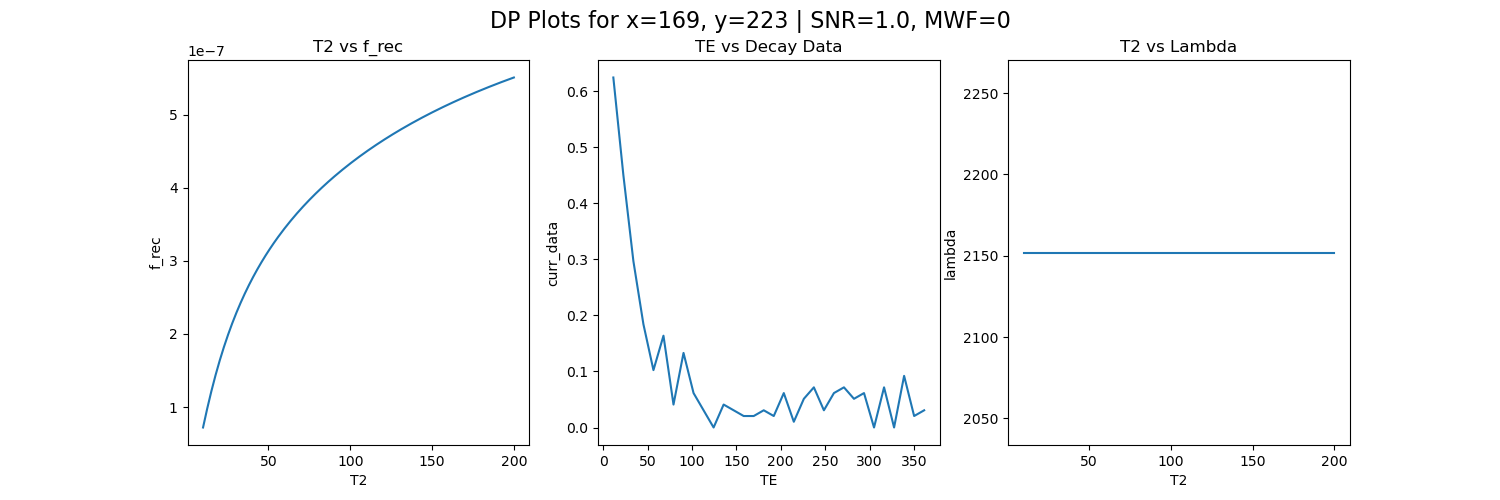 DP Plots for x=169, y=223 | SNR=1.0, MWF=0
T2 vs f_rec
1e−7
5
4
3
2
1
f_rec
50 100 150 200
T2
TE vs Decay Data
0.6
0.5
0.4
0.3
0.2
0.1
0.0
curr_data
0 50 100 150 200 250 300 350
TE
T2 vs Lambda
2250
2200
2150
2100
2050
lambda
50 100 150 200
T2